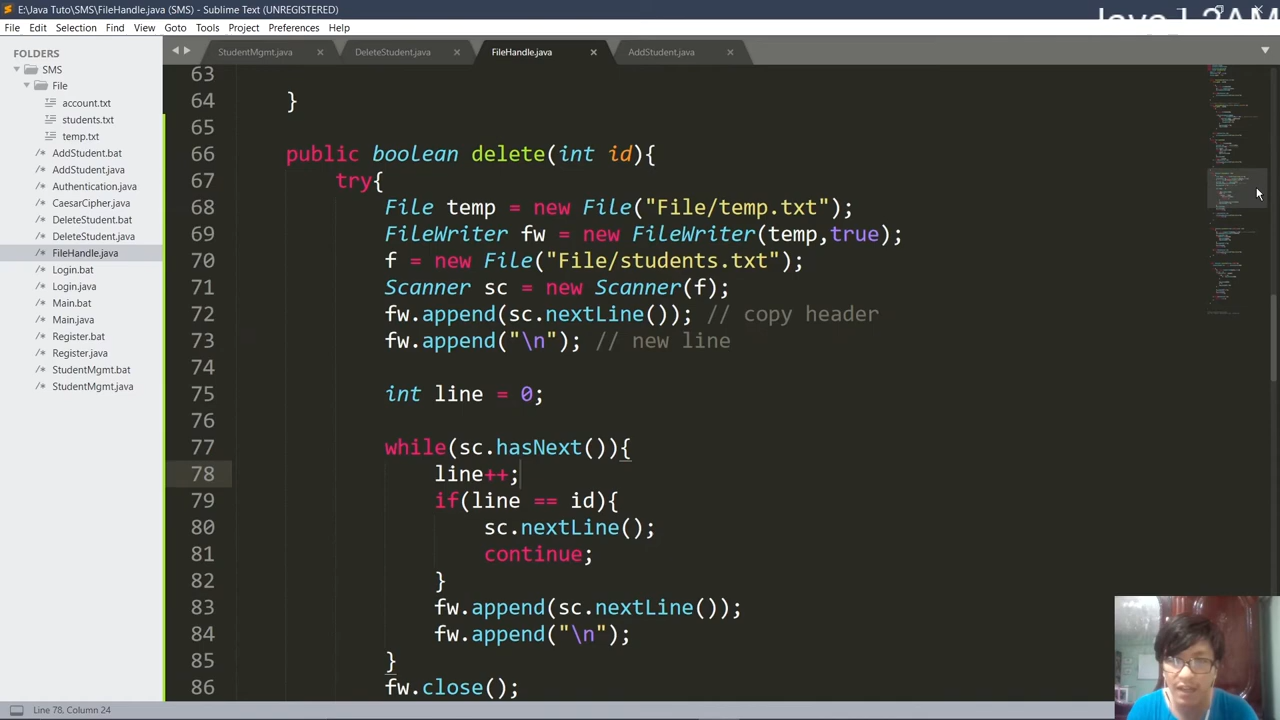 E:\Java Tuto\SMS\FileHandle.java (SMS) - Sublime Text (UNREGISTERED)
File Edit Selection Find View Goto Tools Project Preferences Help
FOLDERS
SMS
File
account.txt
students.txt
temp.txt
AddStudent.bat
AddStudent.java
Authentication.java
CaesarCipher.java
DeleteStudent.bat
DeleteStudent.java
FileHandle.java
Login.bat
Login.java
Main.bat
Main.java
Register.bat
Register.java
StudentMgmt.bat
StudentMgmt.java
StudentMgmt.java DeleteStudent.java FileHandle.java AddStudent.java
63
64 }
65
66 public boolean delete(int id){
67 try{
68 File temp = new File("File/temp.txt");
69 FileWriter fw = new FileWriter(temp,true);
70 f = new File("File/students.txt");
71 Scanner sc = new Scanner(f);
72 fw.append(sc.nextLine()); // copy header
73 fw.append("\n"); // new line
74
75 int line = 0;
76
77 while(sc.hasNext()){
78 line++;
79 if(line == id){
80 sc.nextLine();
81 continue;
82 }
83 fw.append(sc.nextLine());
84 fw.append("\n");
85 }
86 fw.close();
Line 78, Column 24